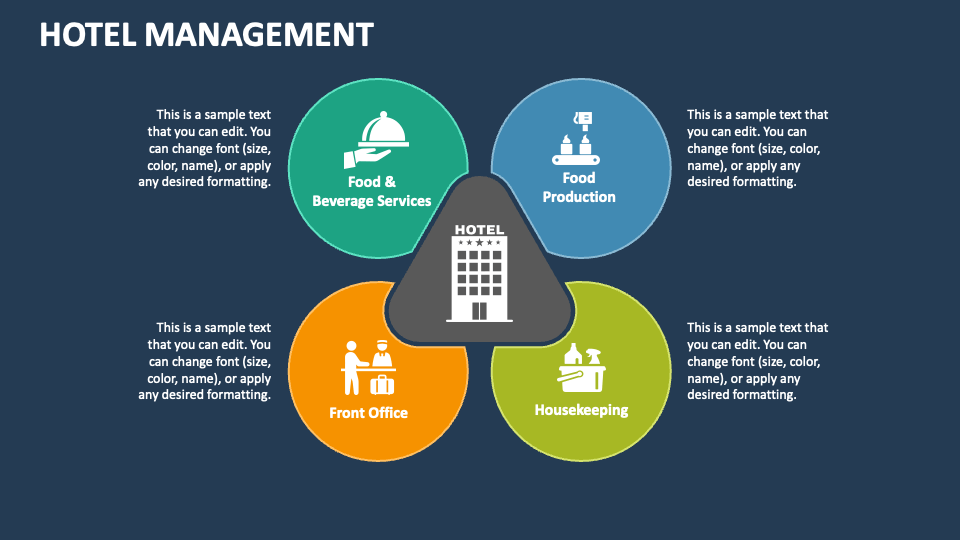 HOTEL MANAGEMENT
This is a sample text
that you can edit. You
can change font (size,
color, name), or apply
any desired formatting.
Food &
Beverage Services
Food
Production
This is a sample text that
you can edit. You can
change font (size, color,
name), or apply any
desired formatting.
HOTEL
This is a sample text
that you can edit. You
can change font (size,
color, name), or apply
any desired formatting.
Front Office
Housekeeping
This is a sample text that
you can edit. You can
change font (size, color,
name), or apply any
desired formatting.